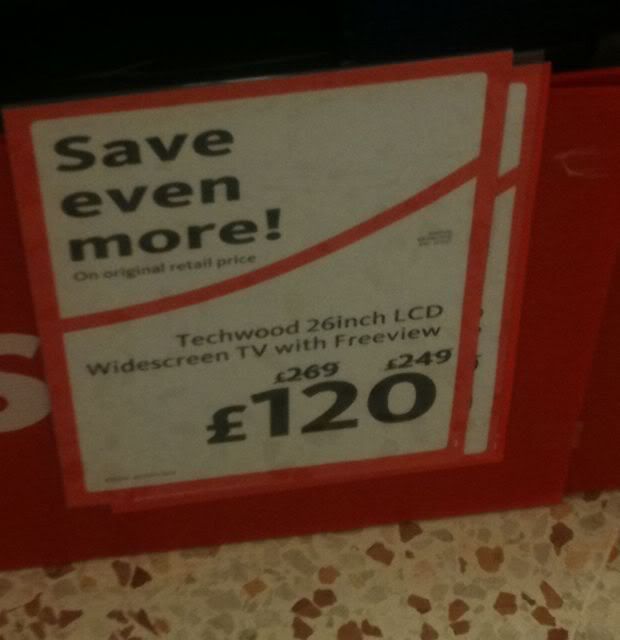 Save
even
more!
On original retail price
Techwood 26inch LCD
Widescreen TV with Freeview
£269 £249
£120
S